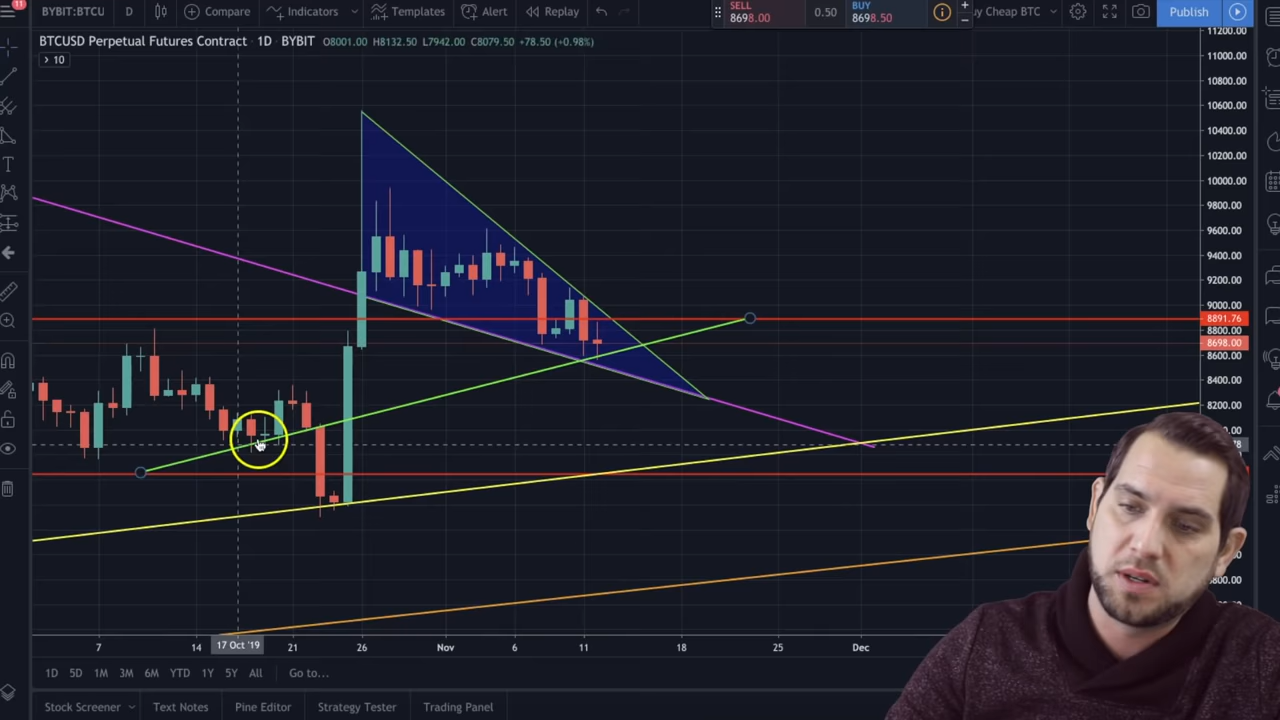 11
BYBIT:BTCU D Compare Indicators Templates Alert Replay
SELL 8698.00 0.50 BUY 8698.50
y Cheap BTC Publish
BTCUSD Perpetual Futures Contract · 1D · BYBIT O8001.00 H8132.50 L7942.00 C8079.50 +78.50 (+0.98%)
10
11200.00
11000.00
10800.00
10600.00
10400.00
10200.00
10000.00
9800.00
9600.00
9400.00
9200.00
9000.00
8891.76
8800.00
8698.00
8600.00
8400.00
8200.00
7 14 17 Oct '19 21 26 Nov 6 11 18 25 Dec
1D 5D 1M 3M 6M YTD 1Y 5Y All Go to...
Stock Screener Text Notes Pine Editor Strategy Tester Trading Panel